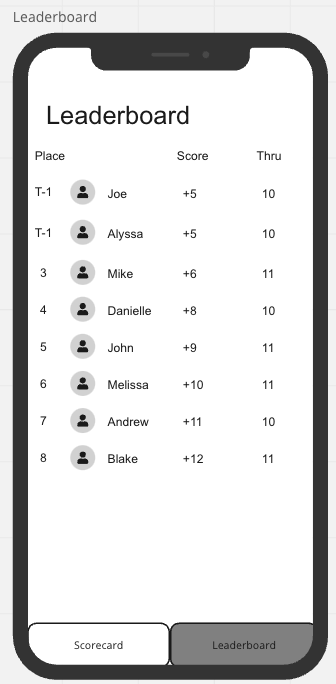 Leaderboard
Leaderboard
Place Score Thru
T-1 Joe +5 10
T-1 Alyssa +5 10
3 Mike +6 11
4 Danielle +8 10
5 John +9 11
6 Melissa +10 11
7 Andrew +11 10
8 Blake +12 11
Scorecard Leaderboard